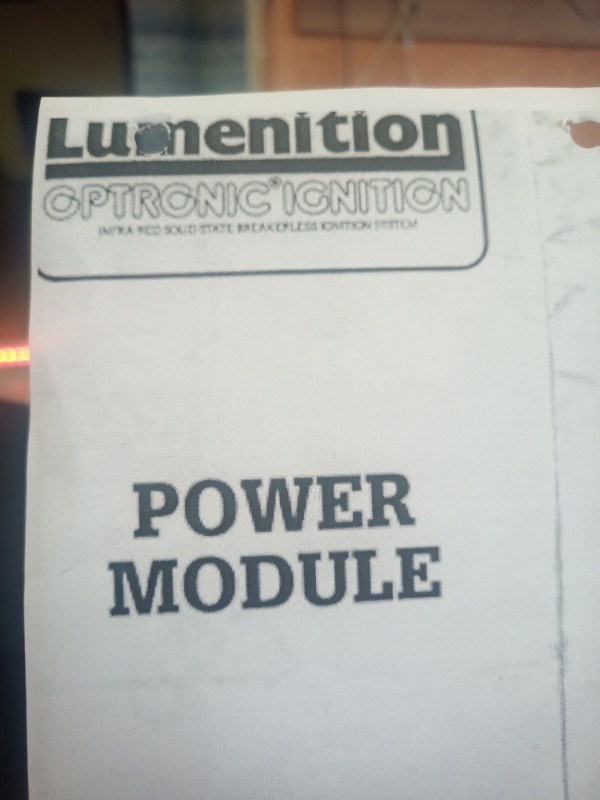 Lumenition
OPTRONIC® IGNITION
INFRA RED SOLID STATE BREAKERLESS IGNITION SYSTEM
POWER
MODULE